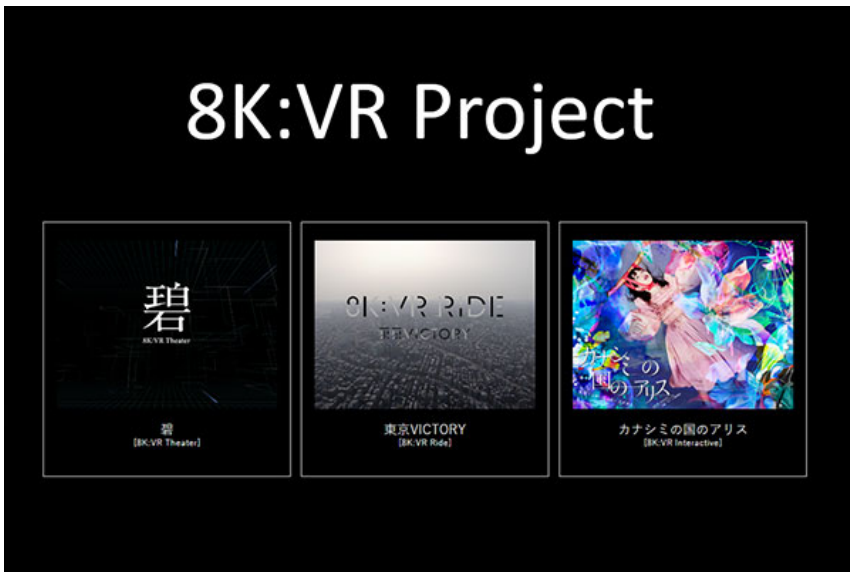 8K:VR Project
碧
8K:VR Theater
碧
[8K:VR Theater]
8K:VR RiDE
東京VICTORY
東京VICTORY
[8K:VR Ride]
カナシミの
国のアリス
カナシミの国のアリス
[8K:VR Interactive]